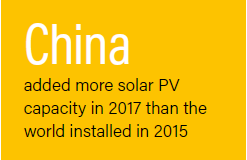 China
added more solar PV
capacity in 2017 than the
world installed in 2015